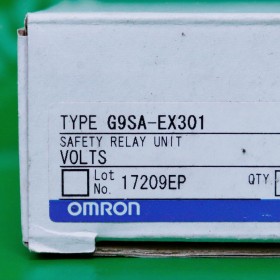 TYPE G9SA-EX301
SAFETY RELAY UNIT
VOLTS
Lot No. 17209EP QTY
OMRON